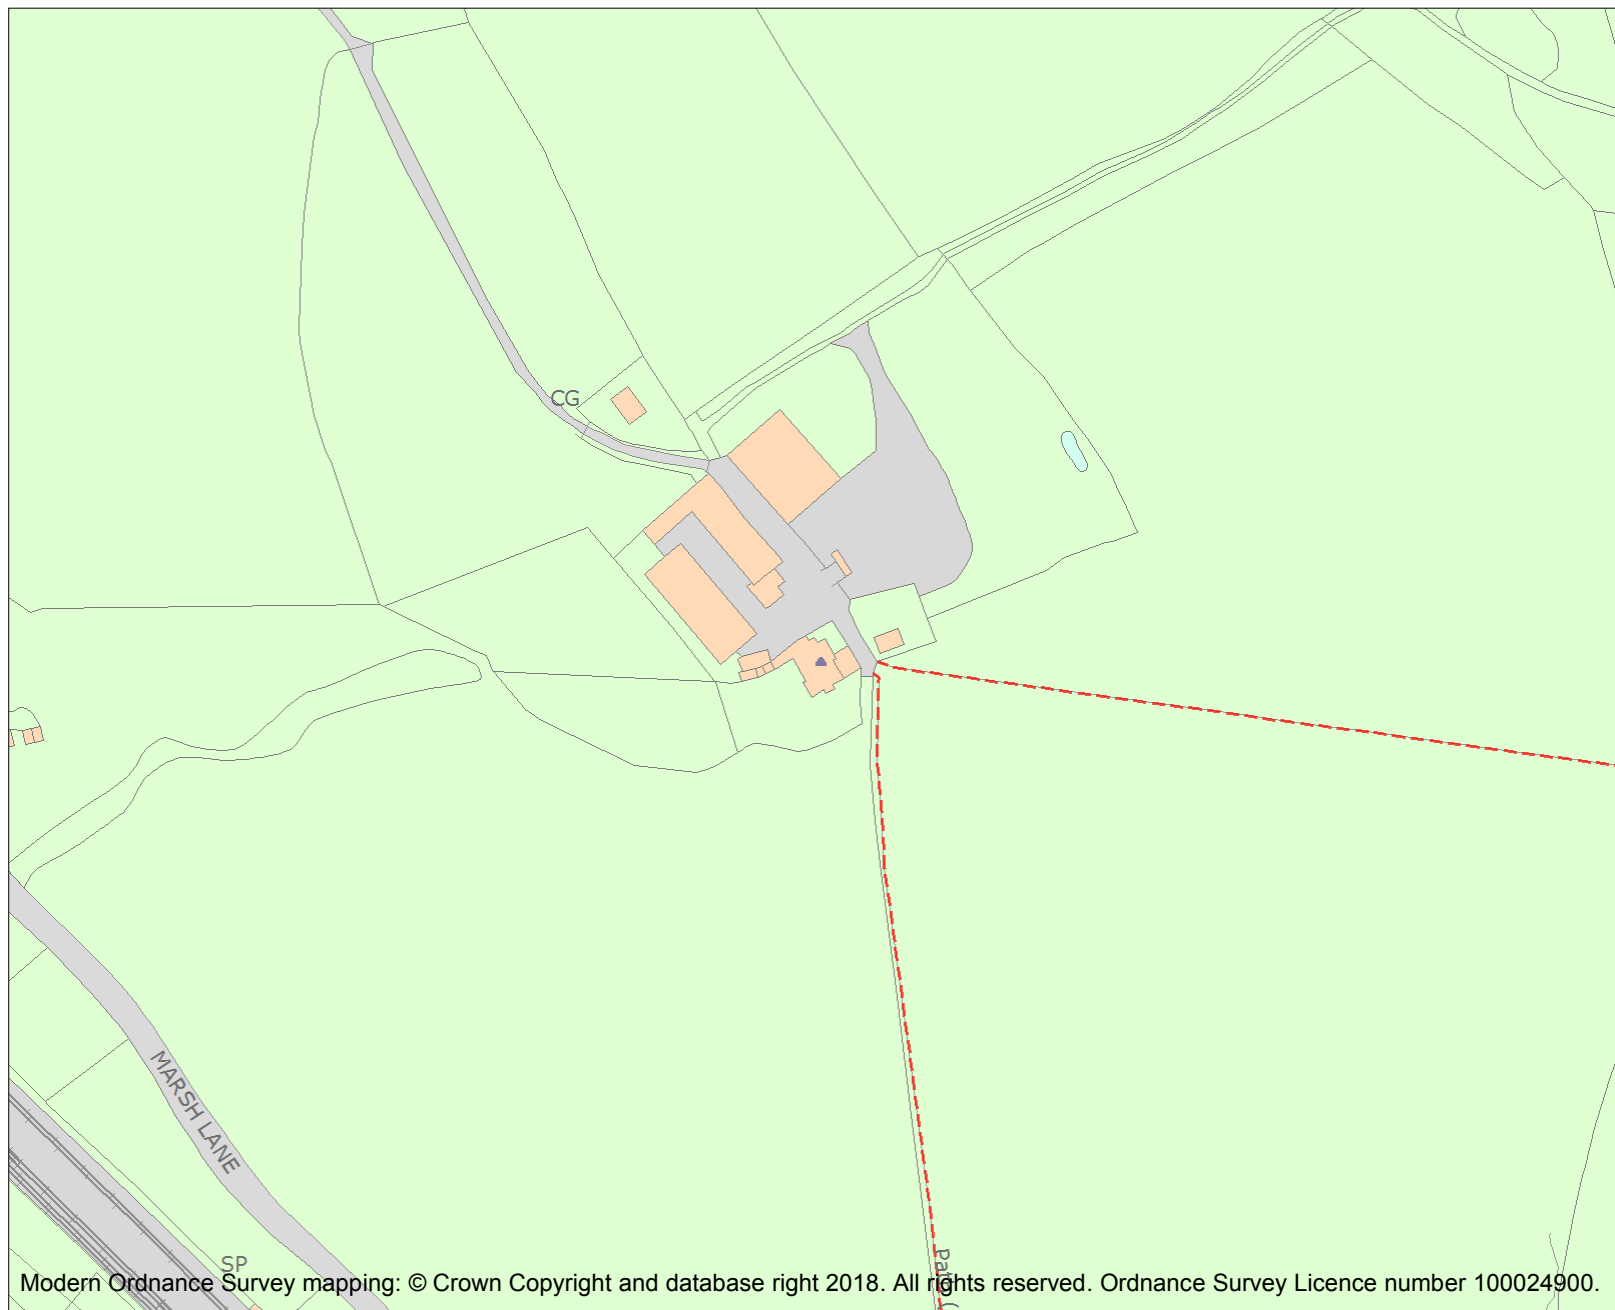 CG
MARSH LANE
SP
Path (
Modern Ordnance Survey mapping: © Crown Copyright and database right 2018. All rights reserved. Ordnance Survey Licence number 100024900.